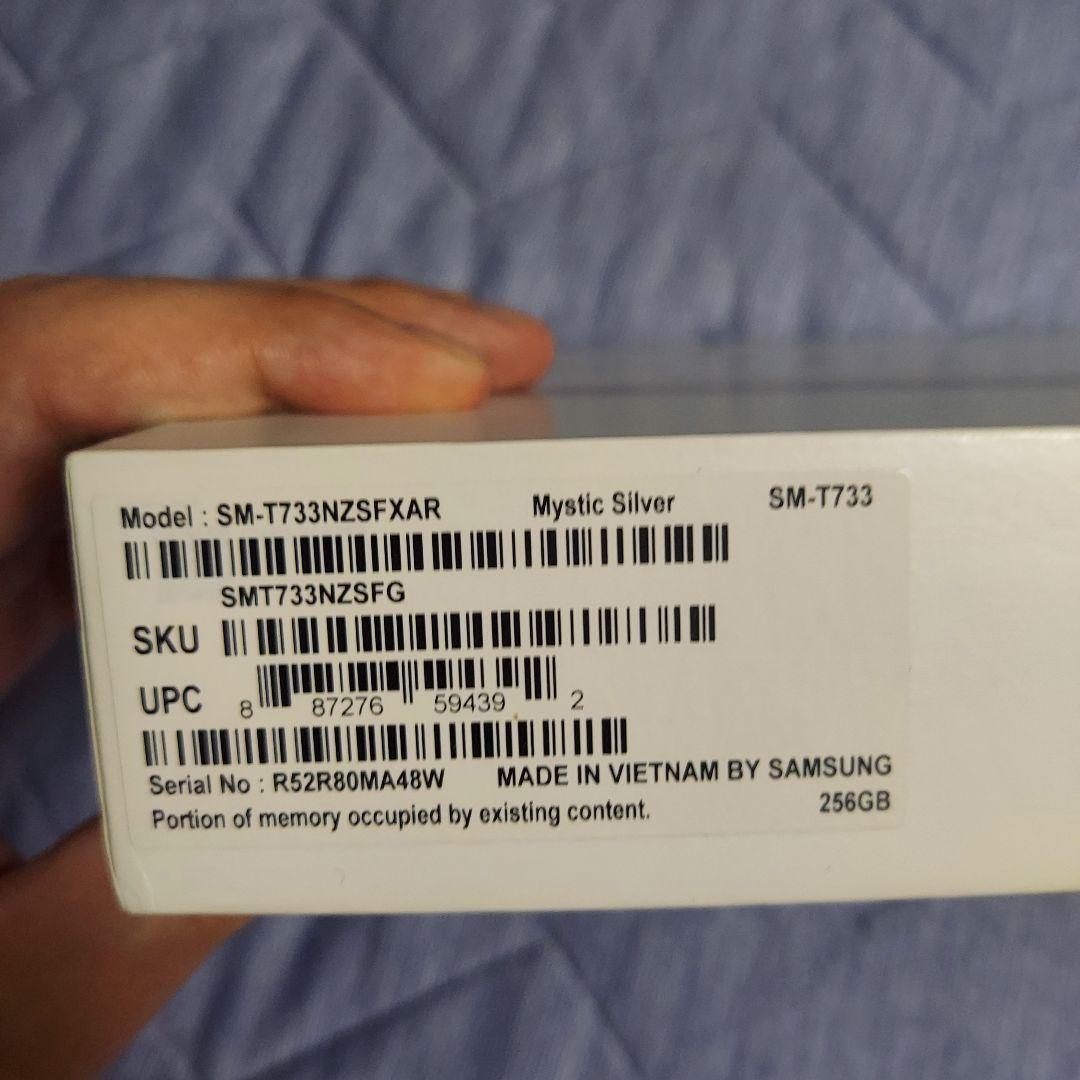 Model : SM-T733NZSFXAR Mystic Silver SM-T733
SMT733NZSFG
SKU
UPC 8 87276 59439 2
Serial No : R52R80MA48W MADE IN VIETNAM BY SAMSUNG
Portion of memory occupied by existing content. 256GB